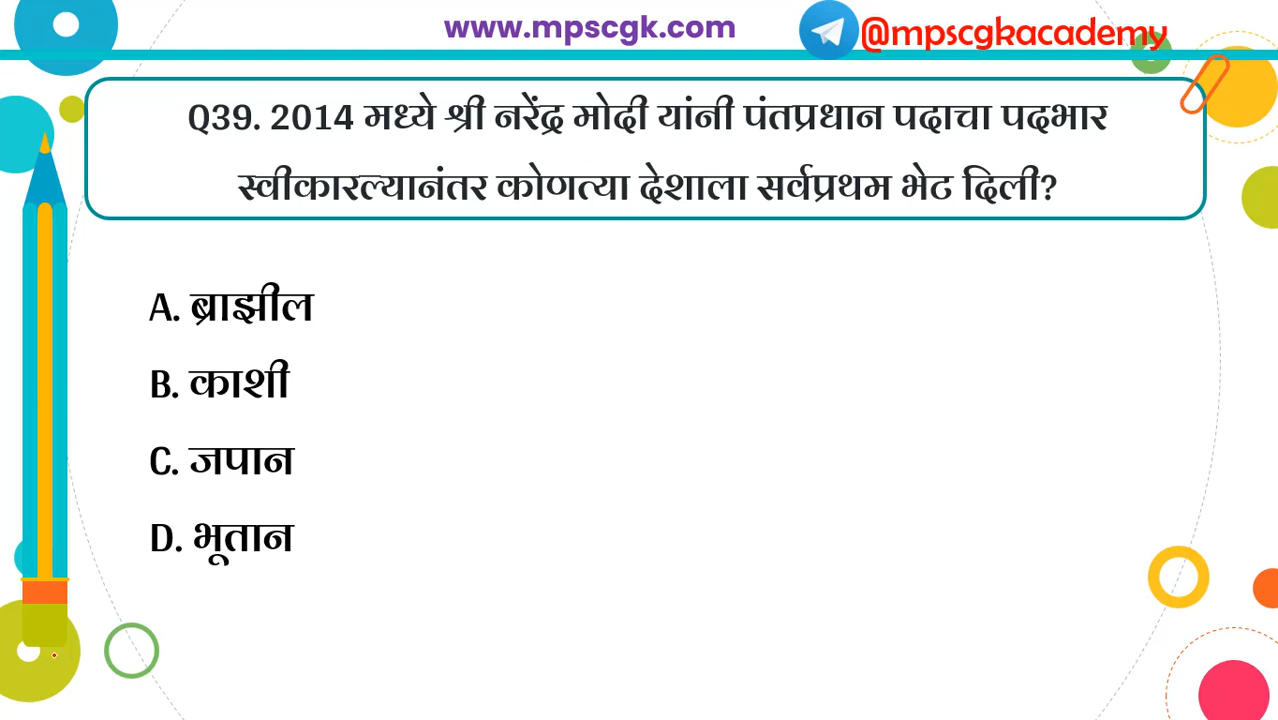 www.mpscgk.com
@mpscgkacademy
Q39. 2014 मध्ये श्री नरेंद्र मोदी यांनी पंतप्रधान पदाचा पदभार
स्वीकारल्यानंतर कोणत्या देशाला सर्वप्रथम भेट दिली?
A. ब्राझील
B. काशी
C. जपान
D. भूतान